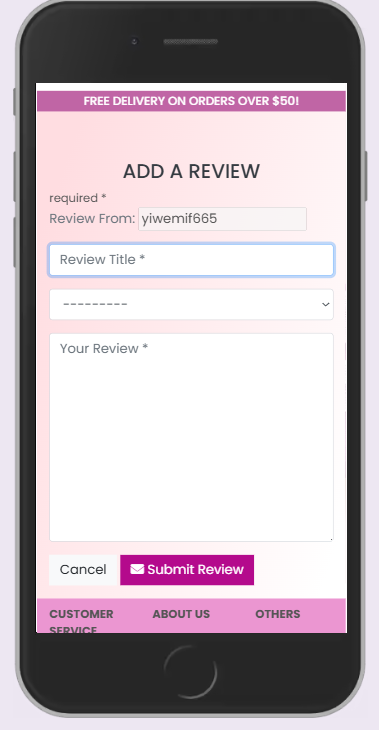 FREE DELIVERY ON ORDERS OVER $50!
ADD A REVIEW
required *
Review From: yiwemif665
Review Title *
---------
Your Review *
Cancel Submit Review
CUSTOMER SERVICE
ABOUT US
OTHERS